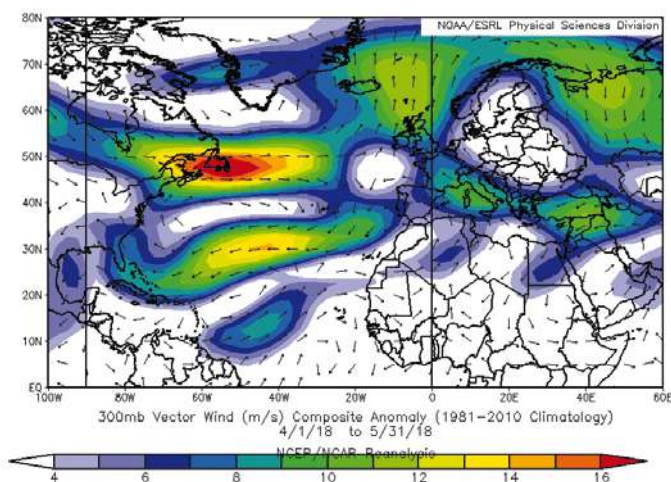 NOAA/ESRL Physical Sciences Division
80N
70N
60N
50N
40N
30N
20N
10N
EQ
100W 80W 60W 40W 20W 0 20E 40E 60E
300mb Vector Wind (m/s) Composite Anomaly (1981-2010 Climatology)
4/1/18 to 5/31/18
NCEP/NCAR Reanalysis
4 6 8 10 12 14 16